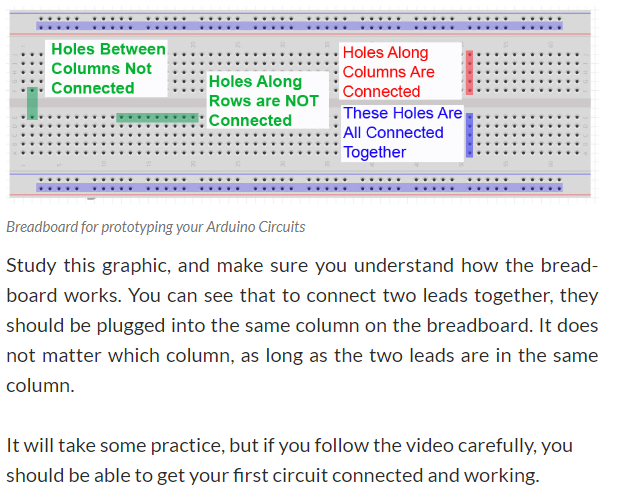 Holes Between
Columns Not
Connected
Holes Along
Rows are NOT
Connected
Holes Along
Columns Are
Connected
These Holes Are
All Connected
Together
Breadboard for prototyping your Arduino Circuits
Study this graphic, and make sure you understand how the bread-
board works. You can see that to connect two leads together, they
should be plugged into the same column on the breadboard. It does
not matter which column, as long as the two leads are in the same
column.
It will take some practice, but if you follow the video carefully, you
should be able to get your first circuit connected and working.